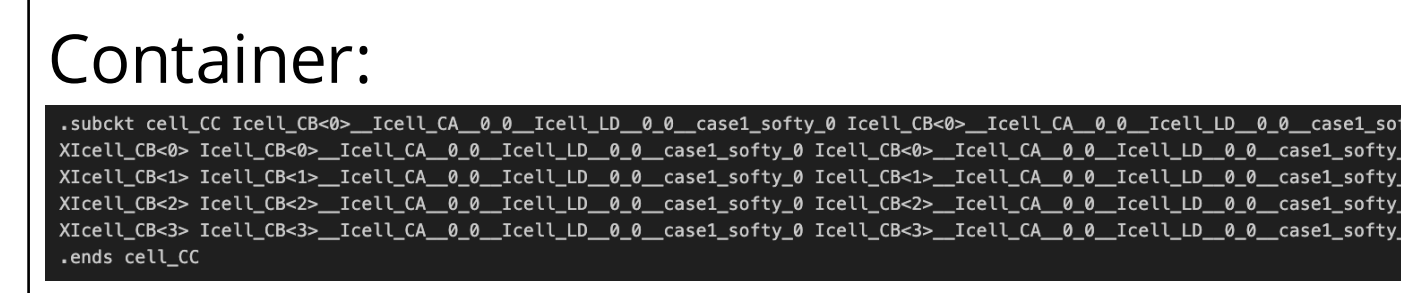 Container:
.subckt cell_CC Icell_CB<0>__Icell_CA__0_0__Icell_LD__0_0__case1_softy_0 Icell_CB<0>__Icell_CA__0_0__Icell_LD__0_0__case1_sof
XIcell_CB<0> Icell_CB<0>__Icell_CA__0_0__Icell_LD__0_0__case1_softy_0 Icell_CB<0>__Icell_CA__0_0__Icell_LD__0_0__case1_softy_
XIcell_CB<1> Icell_CB<1>__Icell_CA__0_0__Icell_LD__0_0__case1_softy_0 Icell_CB<1>__Icell_CA__0_0__Icell_LD__0_0__case1_softy_
XIcell_CB<2> Icell_CB<2>__Icell_CA__0_0__Icell_LD__0_0__case1_softy_0 Icell_CB<2>__Icell_CA__0_0__Icell_LD__0_0__case1_softy_
XIcell_CB<3> Icell_CB<3>__Icell_CA__0_0__Icell_LD__0_0__case1_softy_0 Icell_CB<3>__Icell_CA__0_0__Icell_LD__0_0__case1_softy_
.ends cell_CC